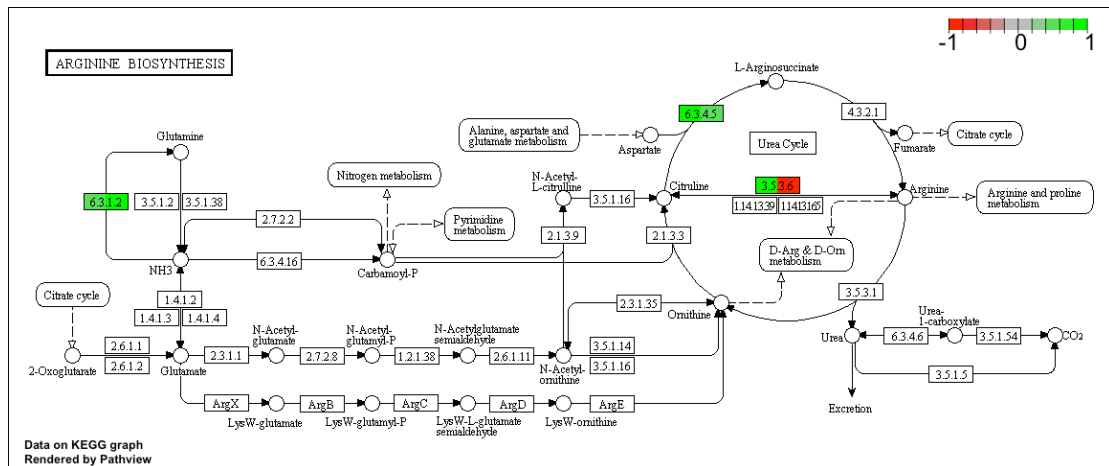 -1 0 1
ARGININE BIOSYNTHESIS
L-Arginosuccinate
6.3.4.5
4.3.2.1
Alanine, aspartate and
glutamate metabolism
Aspartate
Urea Cycle
Fumarate
Citrate cycle
Glutamine
Nitrogen metabolism
N-Acetyl-
L-citrulline
Citruline
3.5.3.6
Arginine
Arginine and proline
metabolism
6.3.1.2
3.5.1.2
3.5.1.38
3.5.1.16
1.14.13.39
1.14.13.165
Pyrimidine
metabolism
2.7.2.2
2.1.3.9
2.1.3.3
D-Arg & D-Orn
metabolism
NH3
6.3.4.16
Carbamoyl-P
Citrate cycle
1.4.1.2
1.4.1.3
1.4.1.4
2.3.1.35
Ornithine
3.5.3.1
Urea-
1-carboxylate
2.6.1.1
2.6.1.2
2-Oxoglutarate
Glutamate
2.3.1.1
N-Acetyl-
glutamate
2.7.2.8
N-Acetyl-
glutamyl-P
1.2.1.38
N-Acetylglutamate
semialdehyde
2.6.1.11
N-Acetyl-
ornithine
3.5.1.14
3.5.1.16
Urea
6.3.4.6
3.5.1.54
CO2
3.5.1.5
Excretion
ArgX
LysW-glutamate
ArgB
LysW-glutamyl-P
ArgC
LysW-L-glutamate
semialdehyde
ArgD
LysW-ornithine
ArgE
Data on KEGG graph
Rendered by Pathview